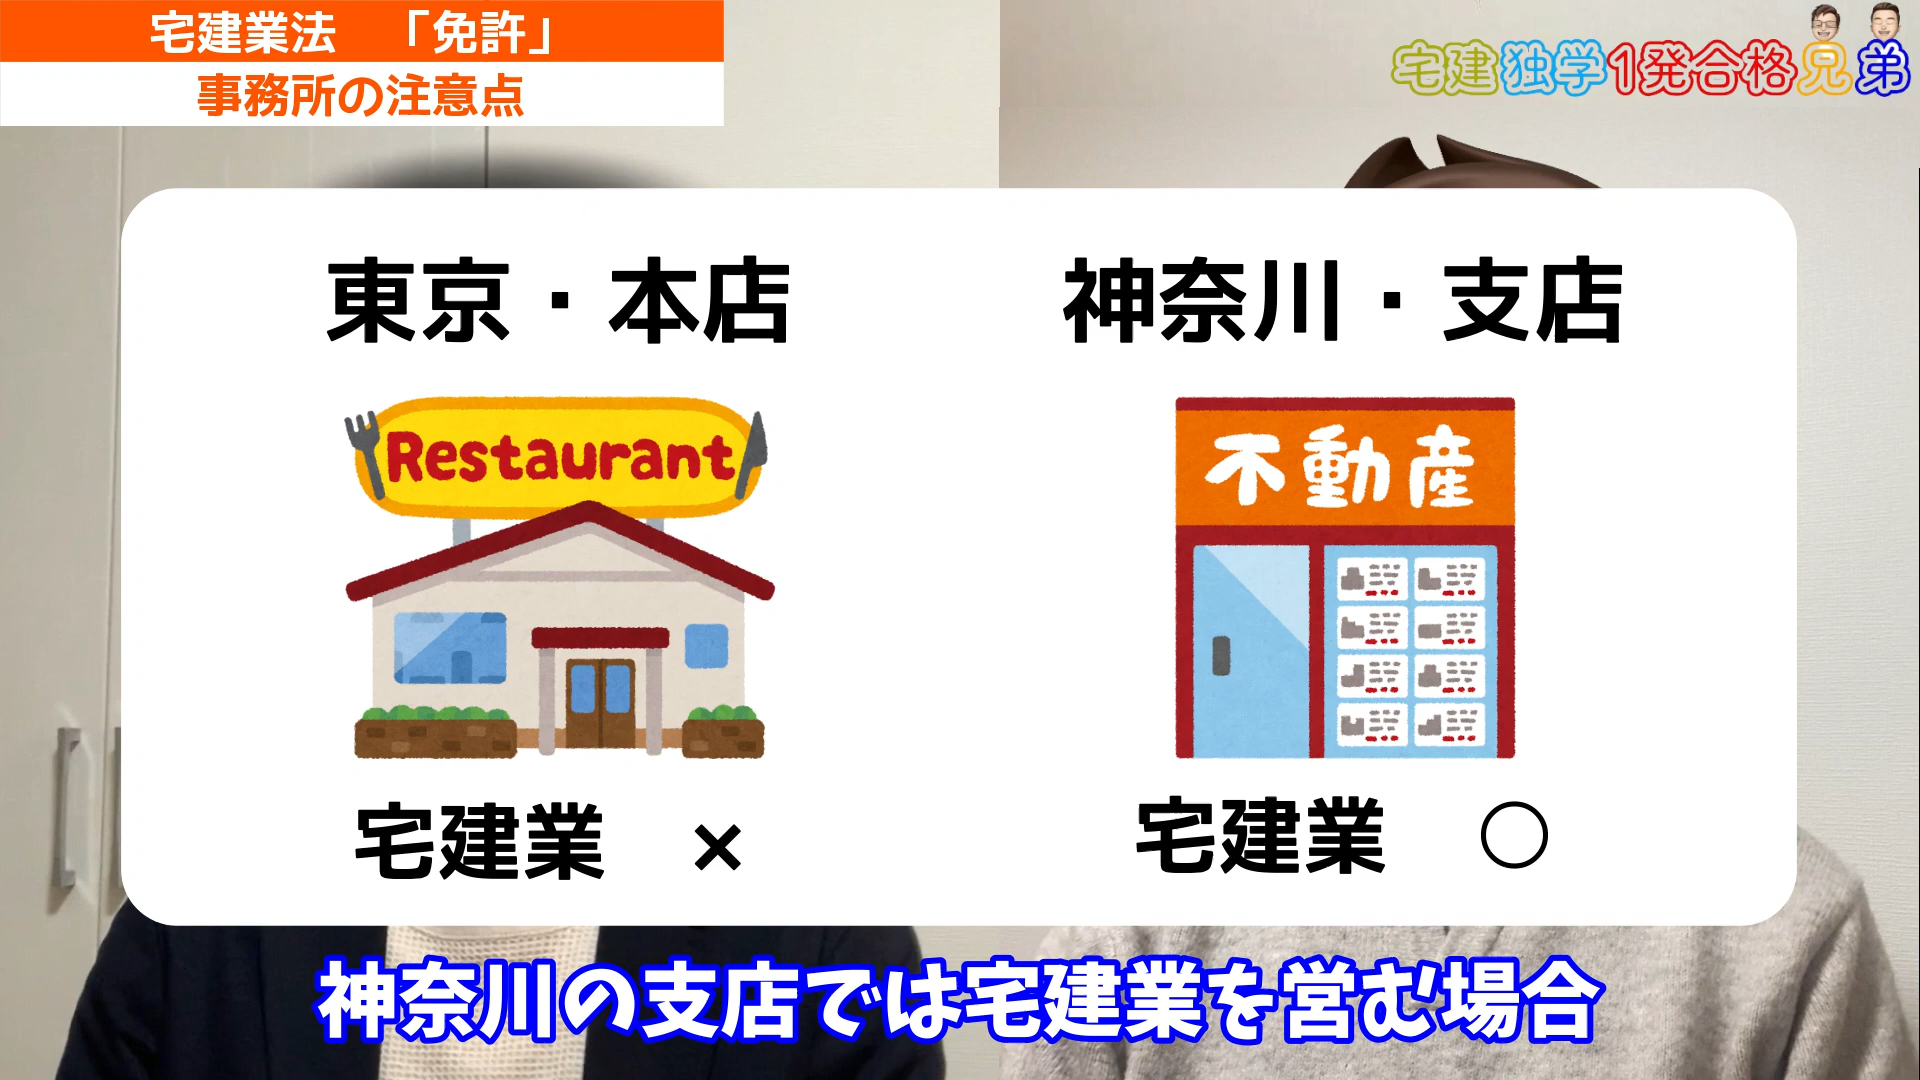 宅建業法　「免許」
事務所の注意点
宅建独学1発合格兄弟
東京・本店
神奈川・支店
Restaurant
不動産
宅建業　×
宅建業　○
神奈川の支店では宅建業を営む場合